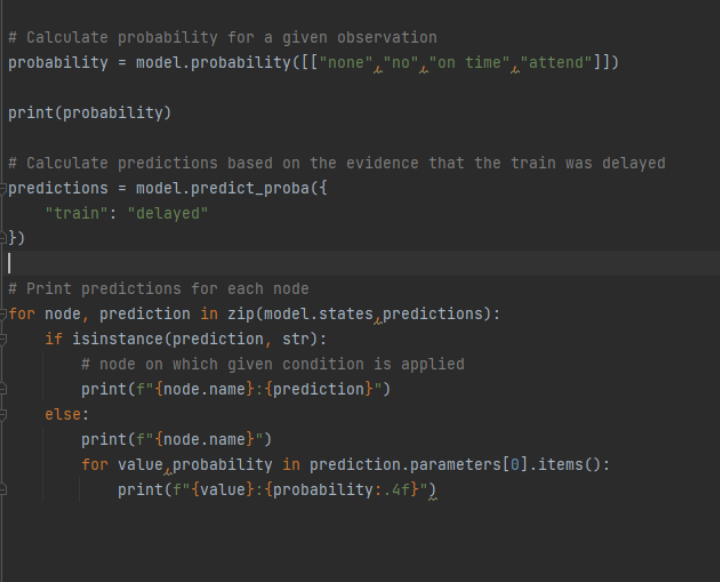 # Calculate probability for a given observation
probability = model.probability([["none","no","on time","attend"]])
print(probability)
# Calculate predictions based on the evidence that the train was delayed
predictions = model.predict_proba({
    "train": "delayed"
})
# Print predictions for each node
for node, prediction in zip(model.states,predictions):
    if isinstance(prediction, str):
        # node on which given condition is applied
        print(f"{node.name}:{prediction}")
    else:
        print(f"{node.name}")
        for value,probability in prediction.parameters[0].items():
            print(f"{value}:{probability:.4f}")